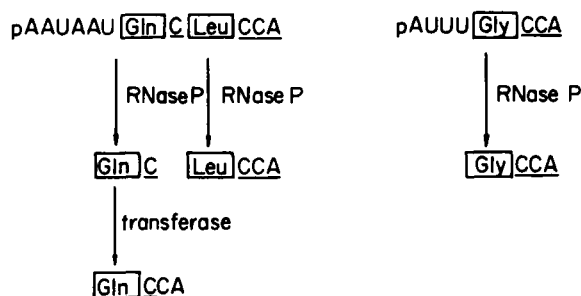 pAAUAAU Gln C Leu CCA pAUUU Gly CCA
RNase P RNase P RNase P
Gln C Leu CCA Gly CCA
transferase
Gln CCA